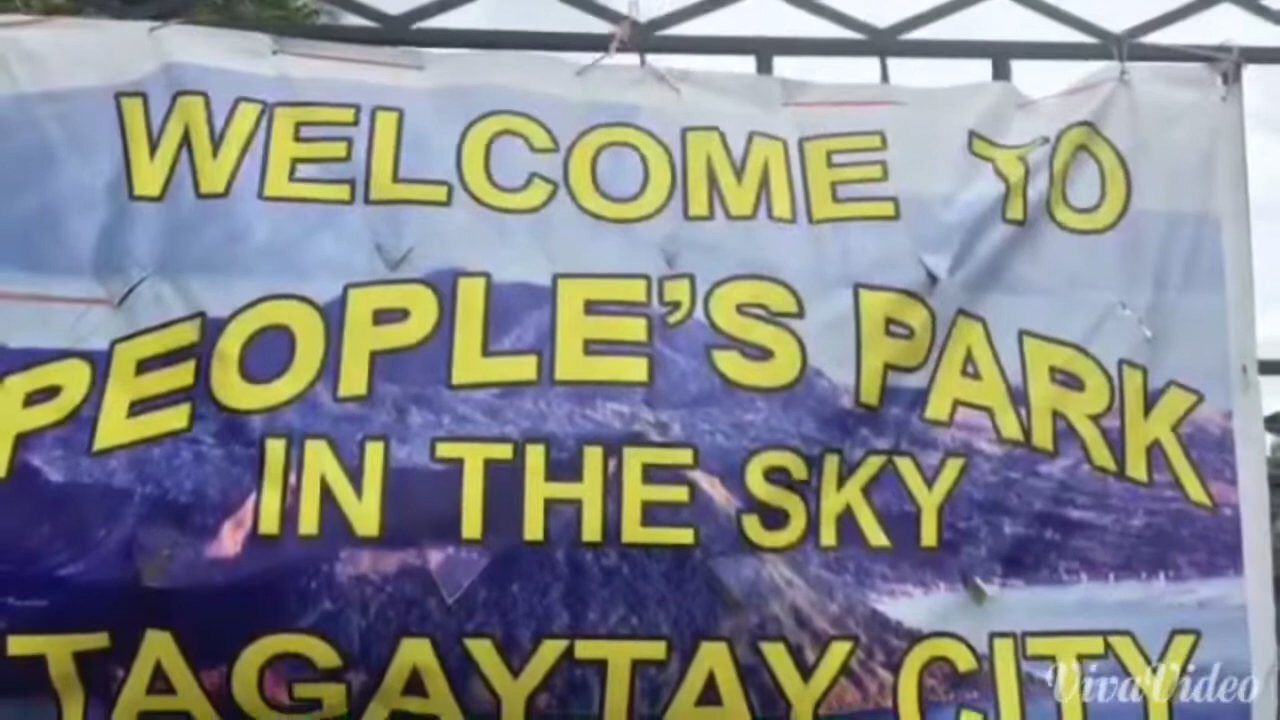 WELCOME TO
PEOPLE'S PARK
IN THE SKY
TAGAYTAY CITY
VivaVideo